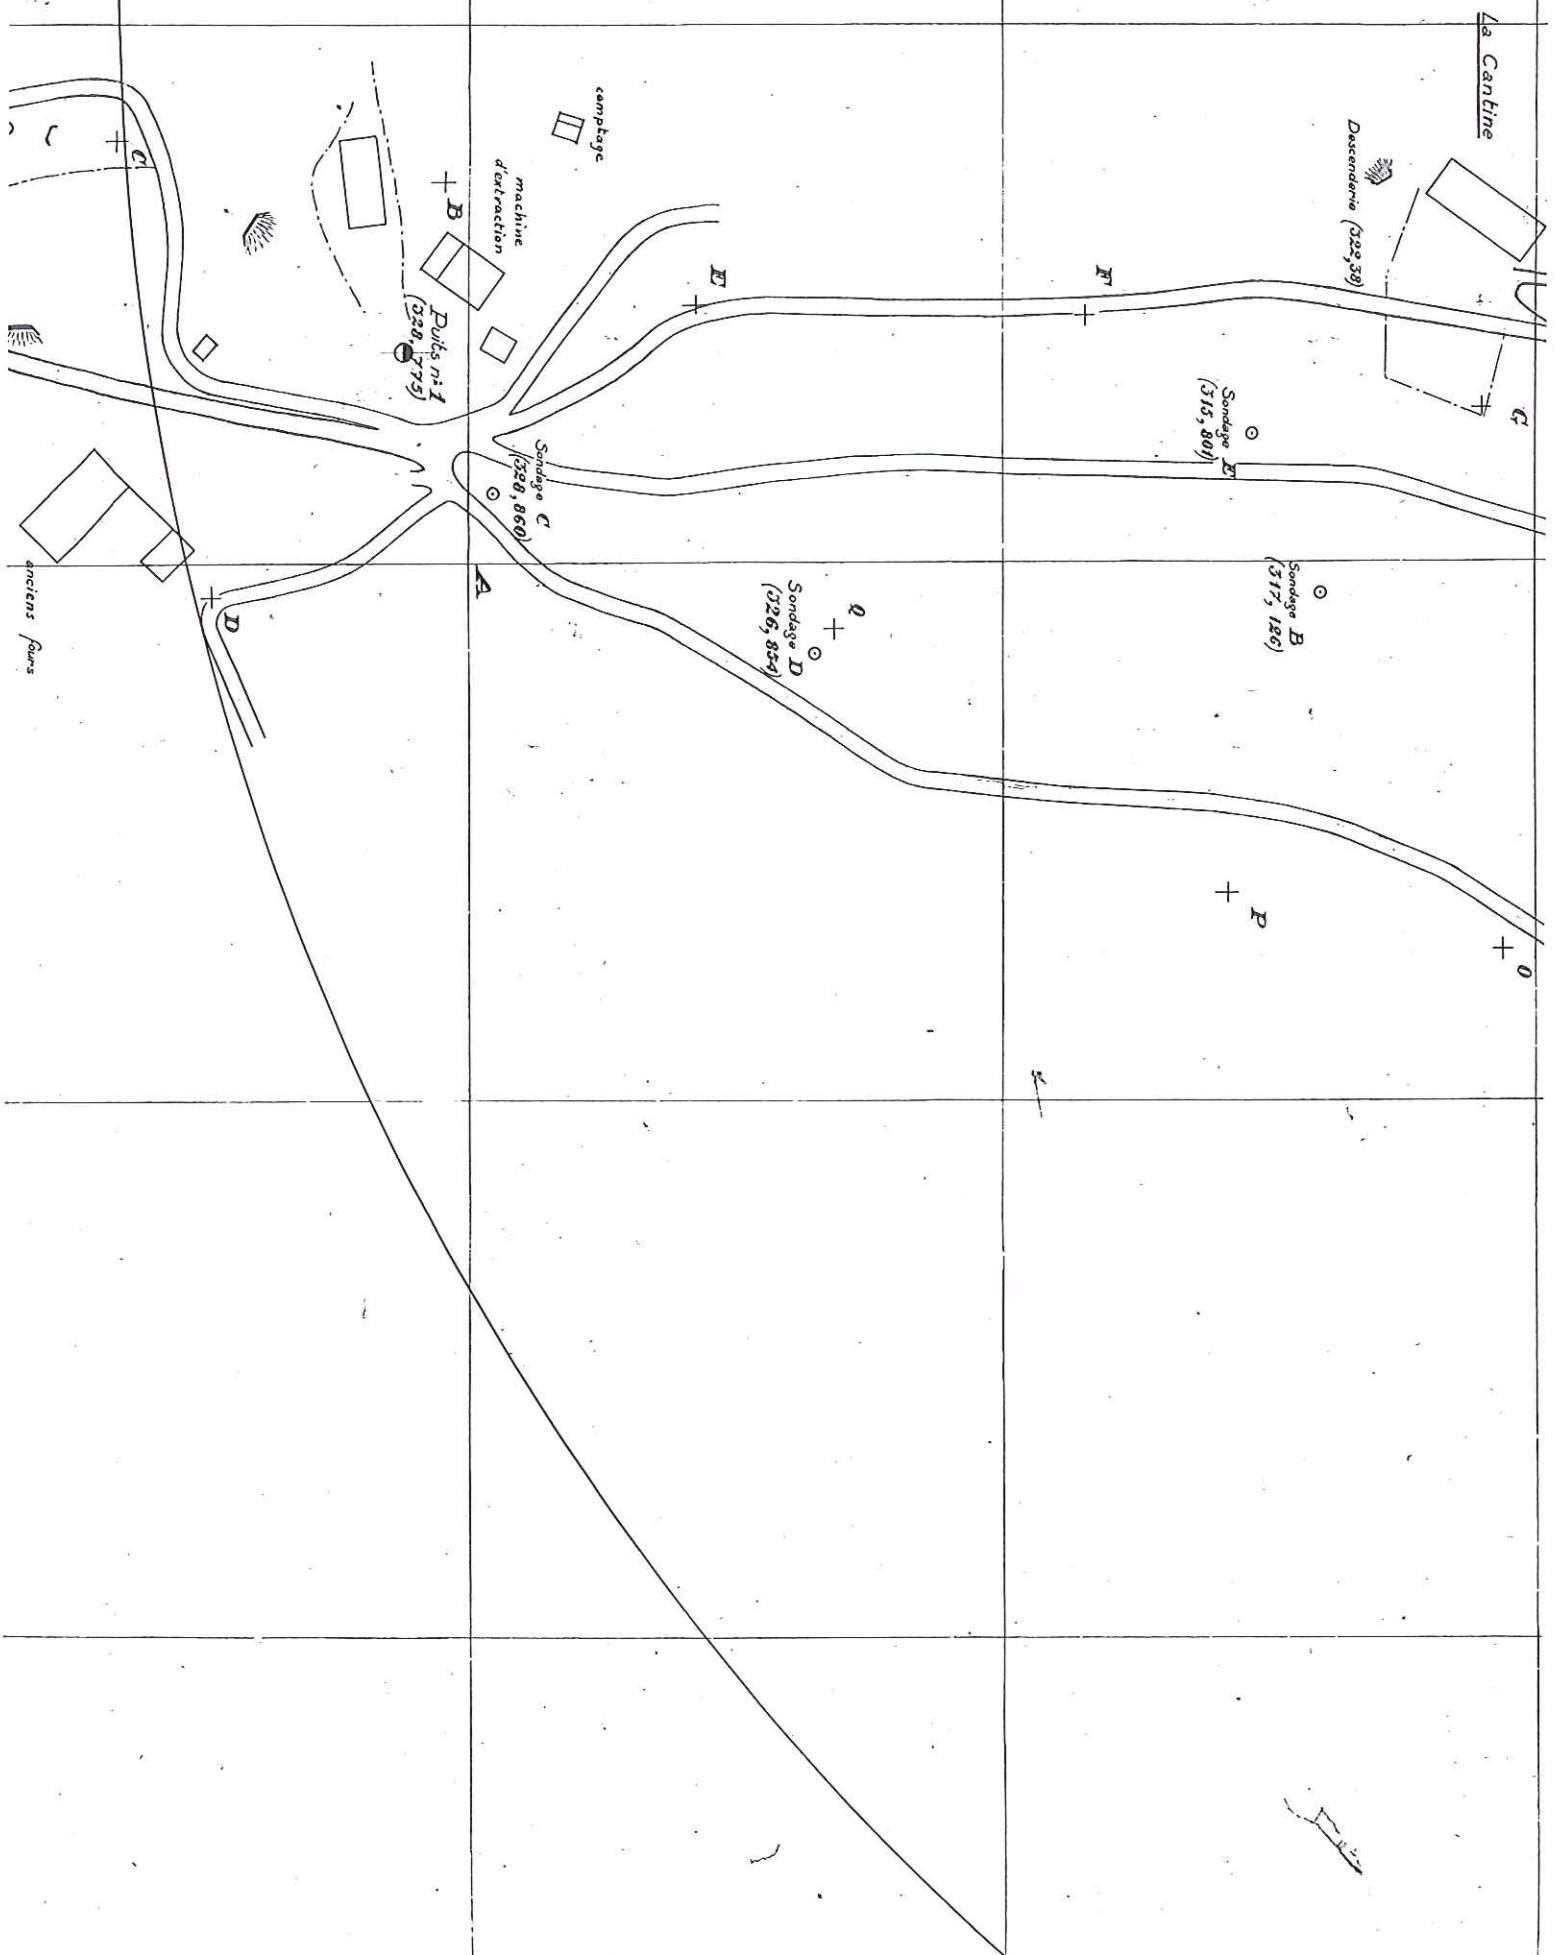 La Cantine
Descenderie (322,38)
G
F
E
comptage
machine
d'extraction
B
C
Puits n: 1
(328,775)
Sondage E
(315,801)
Sondage C
(328,860)
A
Sondage B
(317,126)
Q
Sondage D
(326,854)
D
anciens fours
P
O